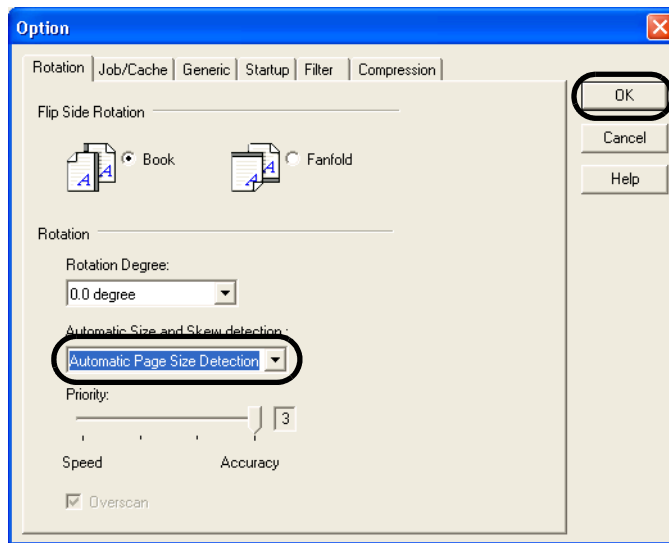 Option
Rotation Job/Cache Generic Startup Filter Compression
OK
Cancel
Help
Flip Side Rotation
A A Book A A Fanfold
Rotation
Rotation Degree:
0.0 degree
Automatic Size and Skew detection :
Automatic Page Size Detection
Priority:
3
Speed Accuracy
Overscan